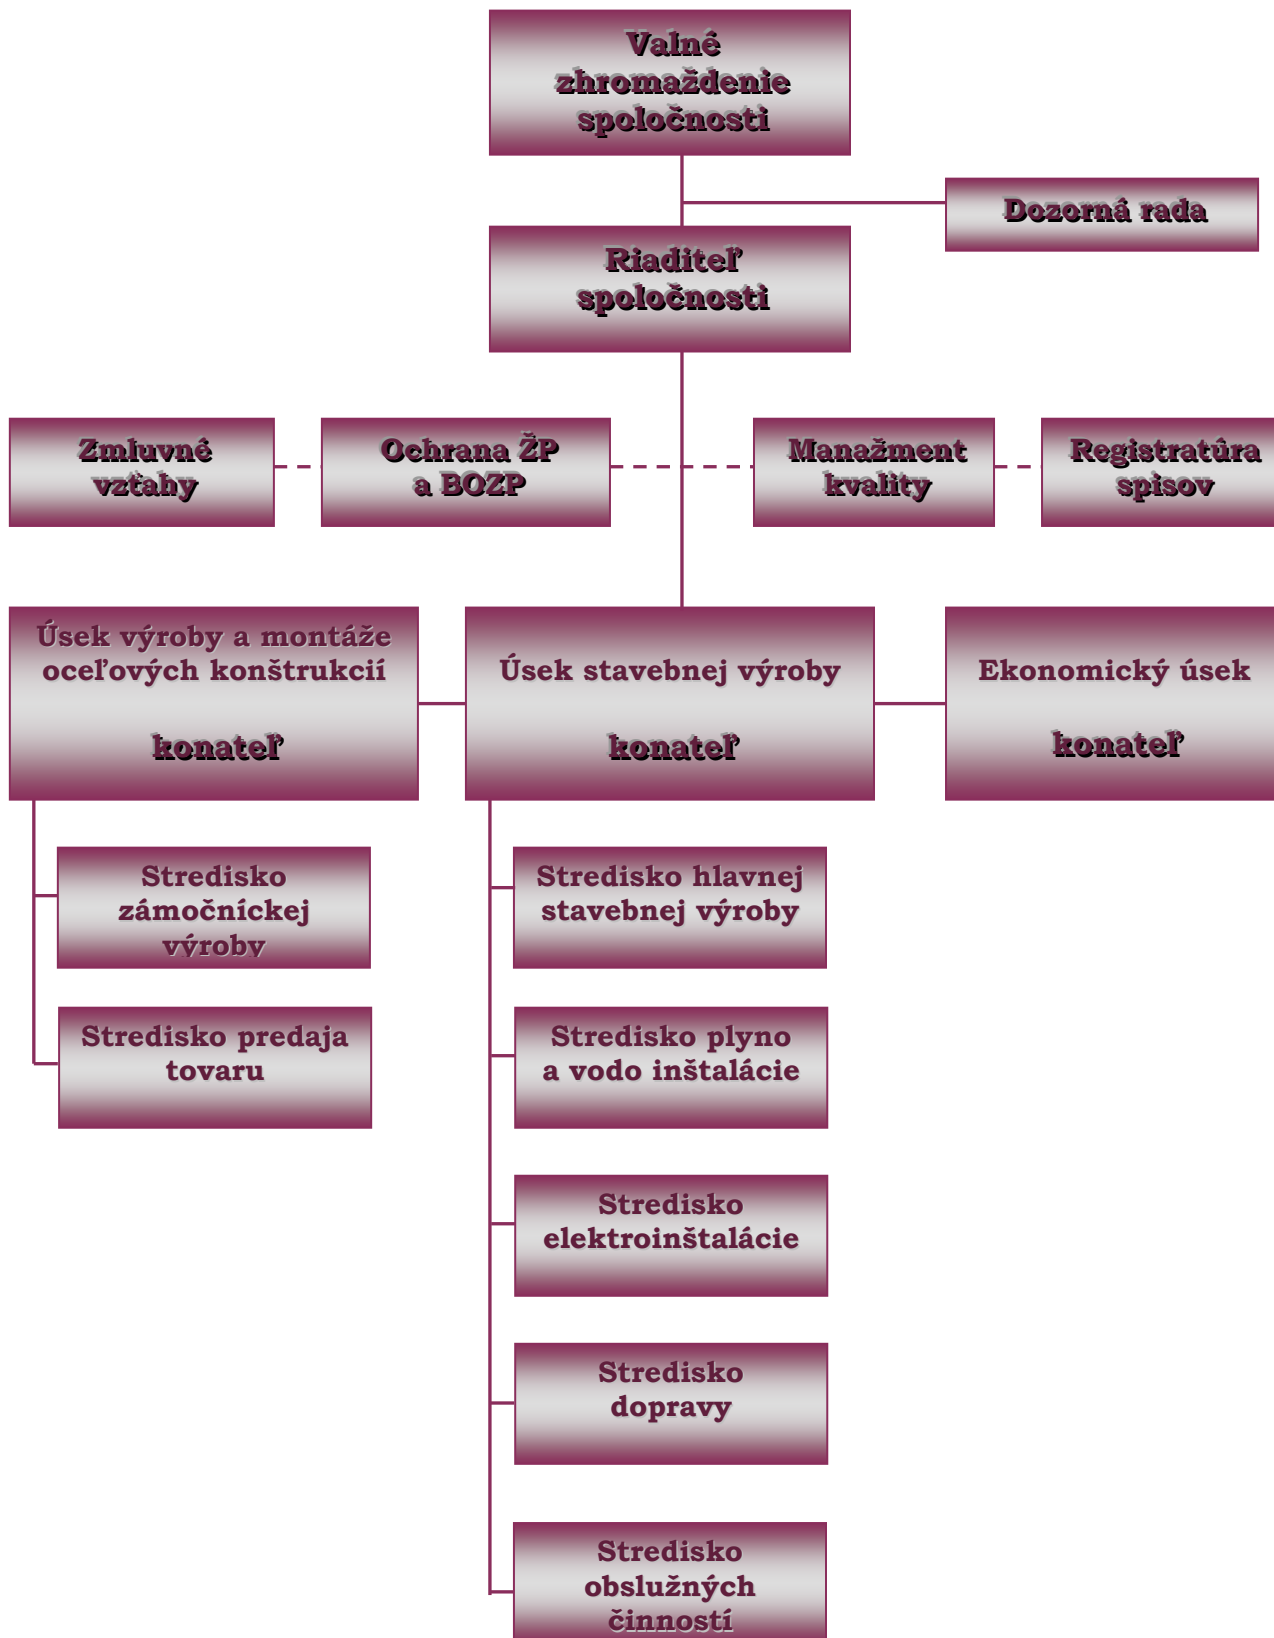 Valné
zhromaždenie
spoločnosti
Dozorná rada
Riaditeľ
spoločnosti
Zmluvné
vzťahy
Ochrana ŽP
a BOZP
Manažment
kvality
Registratúra
spisov
Úsek výroby a montáže
oceľových konštrukcií
konateľ
Úsek stavebnej výroby
konateľ
Ekonomický úsek
konateľ
Stredisko
zámočníckej
výroby
Stredisko predaja
tovaru
Stredisko hlavnej
stavebnej výroby
Stredisko plyno
a vodo inštalácie
Stredisko
elektroinštalácie
Stredisko
dopravy
Stredisko
obslužných
činností